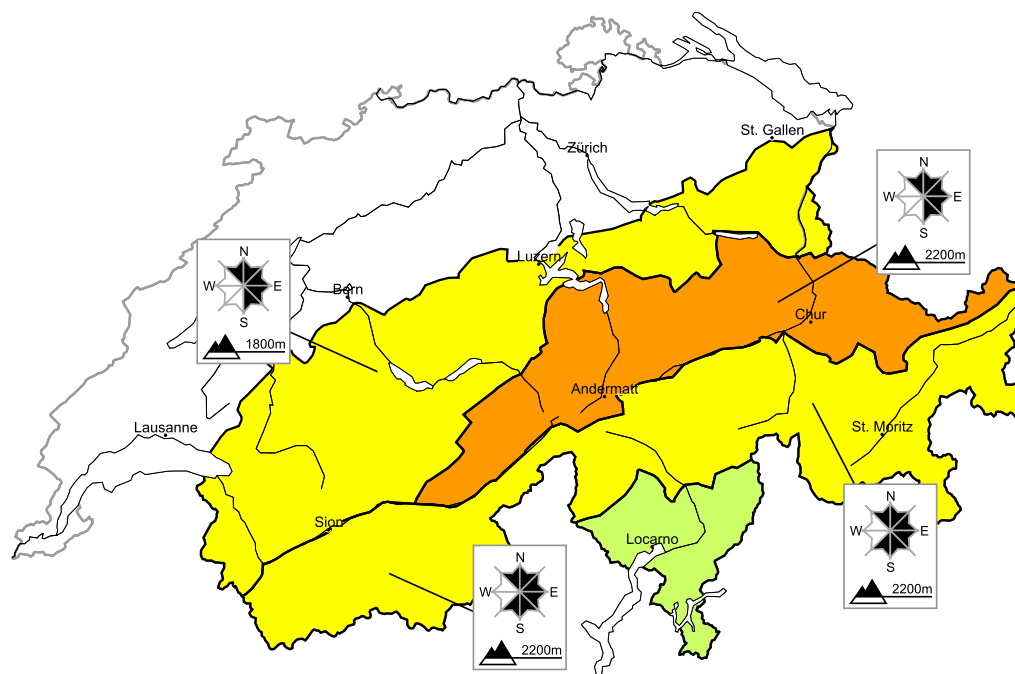 St. Gallen
Zürich
N
W E
S
2200m
Luzern
N
W E
S
1800m
Bern
Chur
Andermatt
Lausanne
St. Moritz
N
W E
S
2200m
Sion
Locarno
N
W E
S
2200m